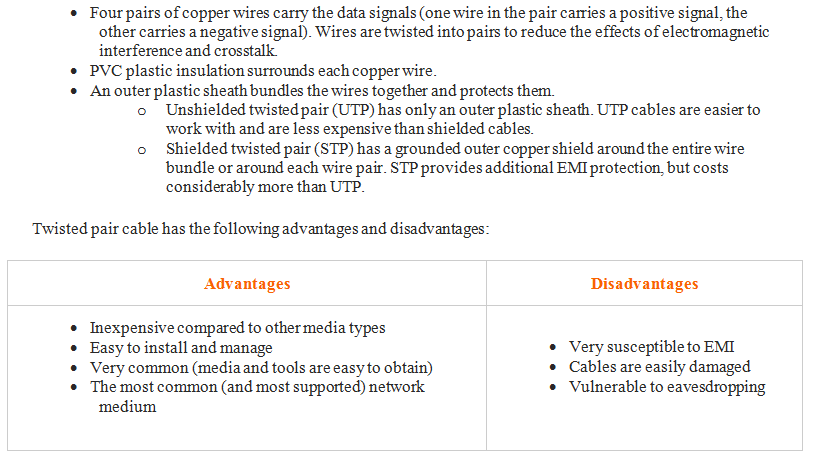 • Four pairs of copper wires carry the data signals (one wire in the pair carries a positive signal, the
other carries a negative signal). Wires are twisted into pairs to reduce the effects of electromagnetic
interference and crosstalk.
• PVC plastic insulation surrounds each copper wire.
• An outer plastic sheath bundles the wires together and protects them.
o Unshielded twisted pair (UTP) has only an outer plastic sheath. UTP cables are easier to
work with and are less expensive than shielded cables.
o Shielded twisted pair (STP) has a grounded outer copper shield around the entire wire
bundle or around each wire pair. STP provides additional EMI protection, but costs
considerably more than UTP.
Twisted pair cable has the following advantages and disadvantages:
Advantages
Disadvantages
• Inexpensive compared to other media types
• Easy to install and manage
• Very common (media and tools are easy to obtain)
• The most common (and most supported) network
medium
• Very susceptible to EMI
• Cables are easily damaged
• Vulnerable to eavesdropping